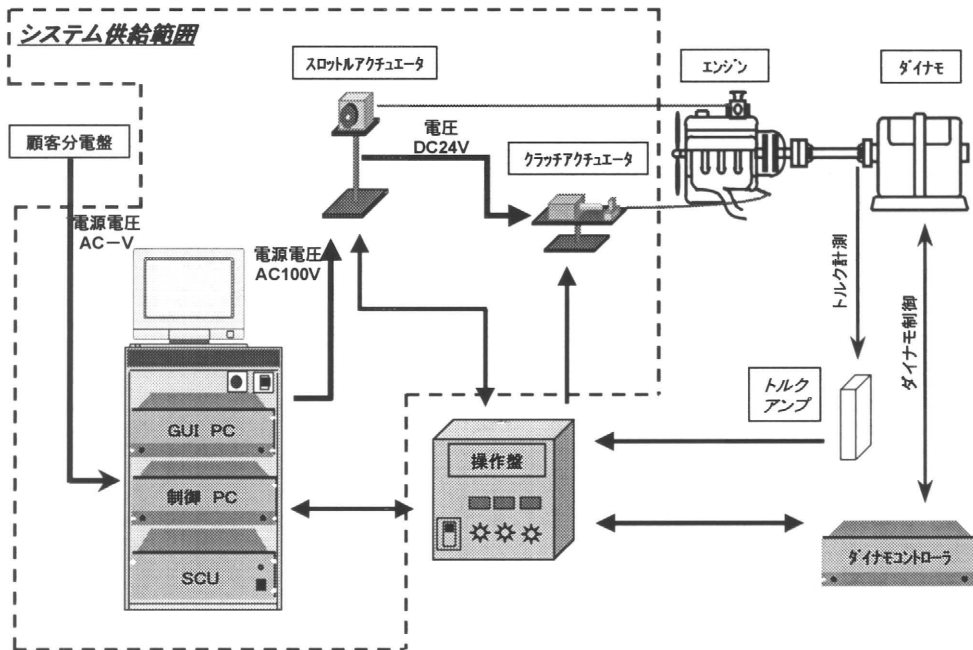 システム供給範囲
スロットルアクチュエータ
エンジン
ダイナモ
顧客分電盤
電圧
DC24V
クラッチアクチュエータ
電源電圧
AC－V
電源電圧
AC100V
トルク計測
ダイナモ制御
トルク
アンプ
GUI PC
操作盤
制御 PC
SCU
ダイナモコントローラ